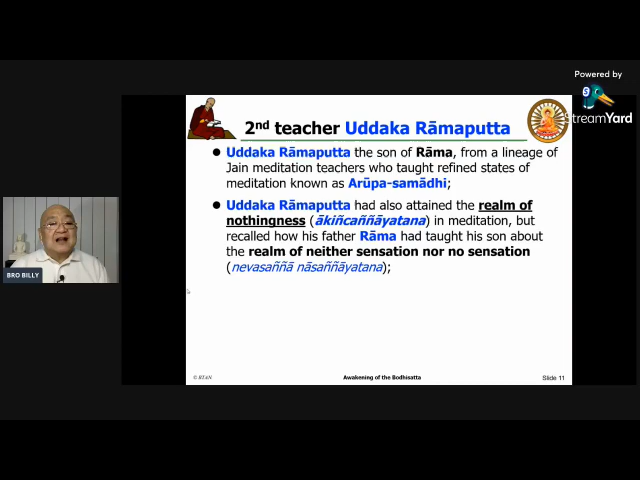 Powered by
StreamYard
2nd teacher Uddaka Rāmaputta
● Uddaka Rāmaputta the son of Rāma, from a lineage of
Jain meditation teachers who taught refined states of
meditation known as Arūpa-samādhi;
● Uddaka Rāmaputta had also attained the realm of
nothingness (ākiñcaññāyatana) in meditation, but
recalled how his father Rāma had taught his son about
the realm of neither sensation nor no sensation
(nevasaññā nāsaññāyatana);
BRO BILLY
© BTAN
Awakening of the Bodhisatta
Slide 11